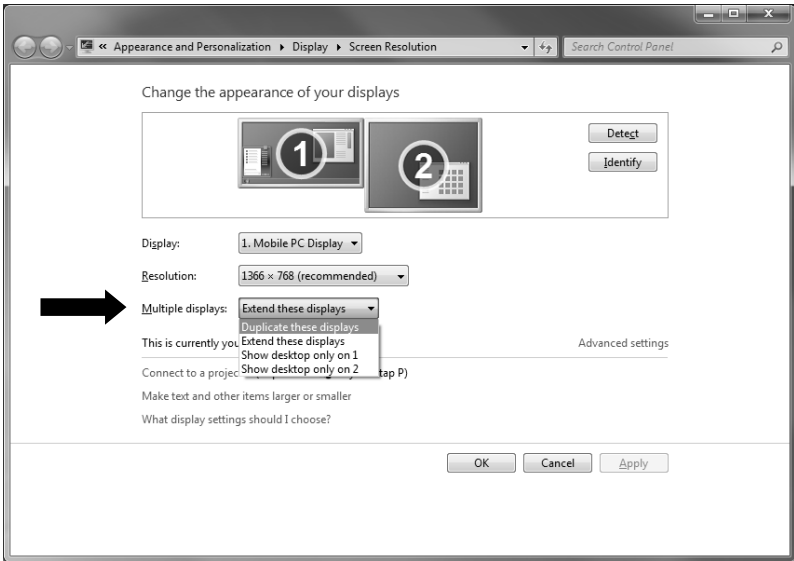 « Appearance and Personalization ▸ Display ▸ Screen Resolution
Search Control Panel
Change the appearance of your displays
1
2
Detect
Identify
Display: 1. Mobile PC Display
Resolution: 1366 × 768 (recommended)
Multiple displays: Extend these displays
Duplicate these displays
Extend these displays
Show desktop only on 1
Show desktop only on 2
This is currently you
Advanced settings
Connect to a projec tap P)
Make text and other items larger or smaller
What display settings should I choose?
OK Cancel Apply